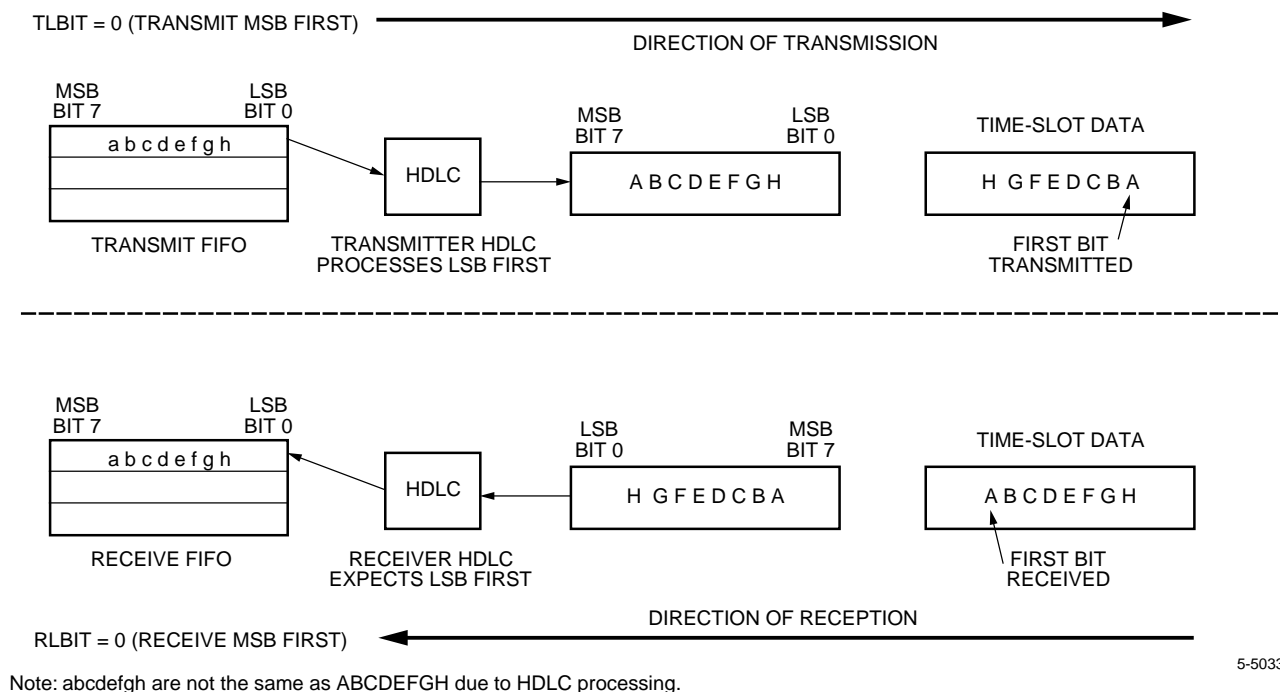 TLBIT = 0 (TRANSMIT MSB FIRST)
DIRECTION OF TRANSMISSION
MSB
BIT 7
LSB
BIT 0
a b c d e f g h
TRANSMIT FIFO
HDLC
TRANSMITTER HDLC
PROCESSES LSB FIRST
MSB
BIT 7
LSB
BIT 0
A B C D E F G H
TIME-SLOT DATA
H G F E D C B A
FIRST BIT
TRANSMITTED
MSB
BIT 7
LSB
BIT 0
a b c d e f g h
RECEIVE FIFO
HDLC
RECEIVER HDLC
EXPECTS LSB FIRST
LSB
BIT 0
MSB
BIT 7
H G F E D C B A
TIME-SLOT DATA
A B C D E F G H
FIRST BIT
RECEIVED
DIRECTION OF RECEPTION
RLBIT = 0 (RECEIVE MSB FIRST)
5-5033
Note: abcdefgh are not the same as ABCDEFGH due to HDLC processing.